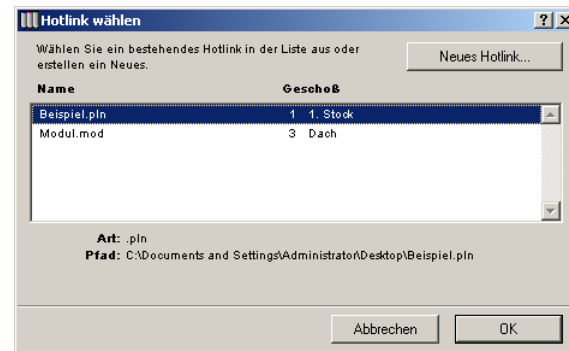 Hotlink wählen
Wählen Sie ein bestehendes Hotlink in der Liste aus oder
erstellen ein Neues.
Neues Hotlink...
Name Geschoß
Beispiel.pln 1 1. Stock
Modul.mod 3 Dach
Art: .pln
Pfad: C:\Documents and Settings\Administrator\Desktop\Beispiel.pln
Abbrechen OK